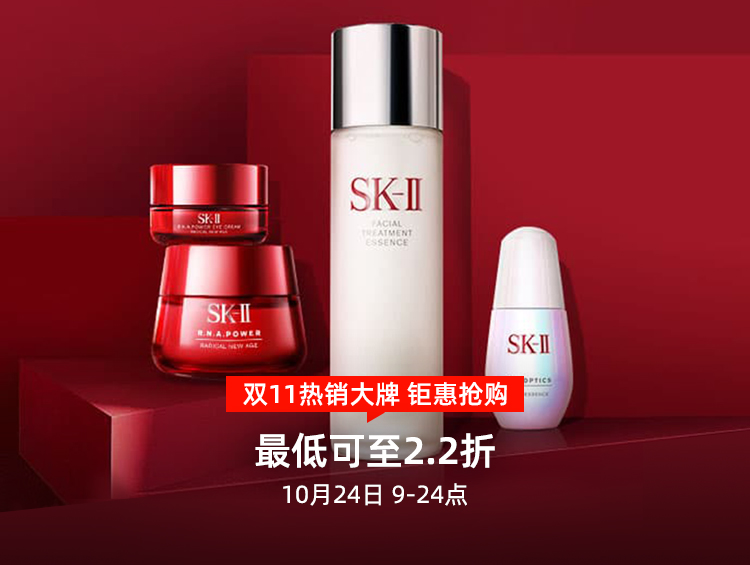 SK-II
FACIAL
TREATMENT
ESSENCE
SK-II
R.N.A.POWER EYE CREAM
RADICAL NEW AGE
SK-II
R.N.A.POWER
RADICAL NEW AGE
SK-II
OPTICS
ESSENCE
双11热销大牌 钜惠抢购
最低可至2.2折
10月24日 9-24点